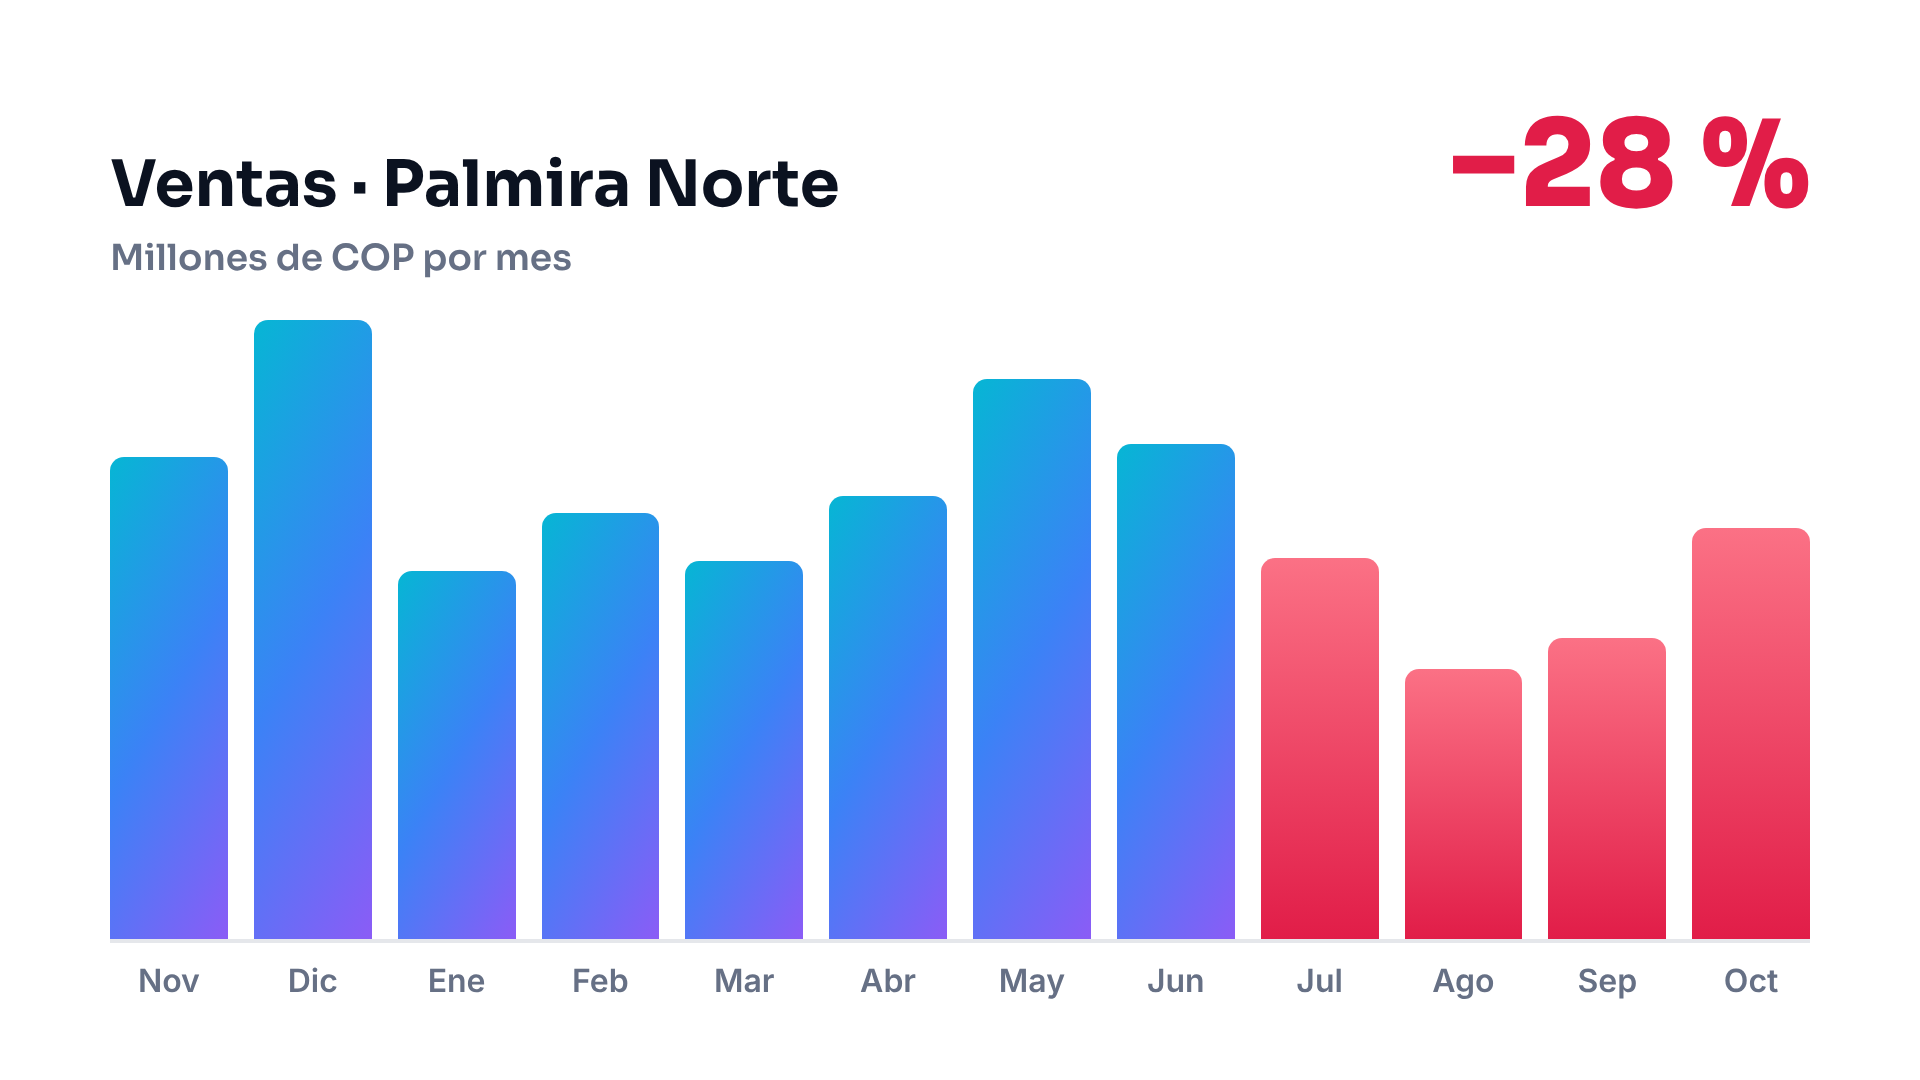 Ventas · Palmira Norte
−28 %
Millones de COP por mes
Nov Dic Ene Feb Mar Abr May Jun Jul Ago Sep Oct